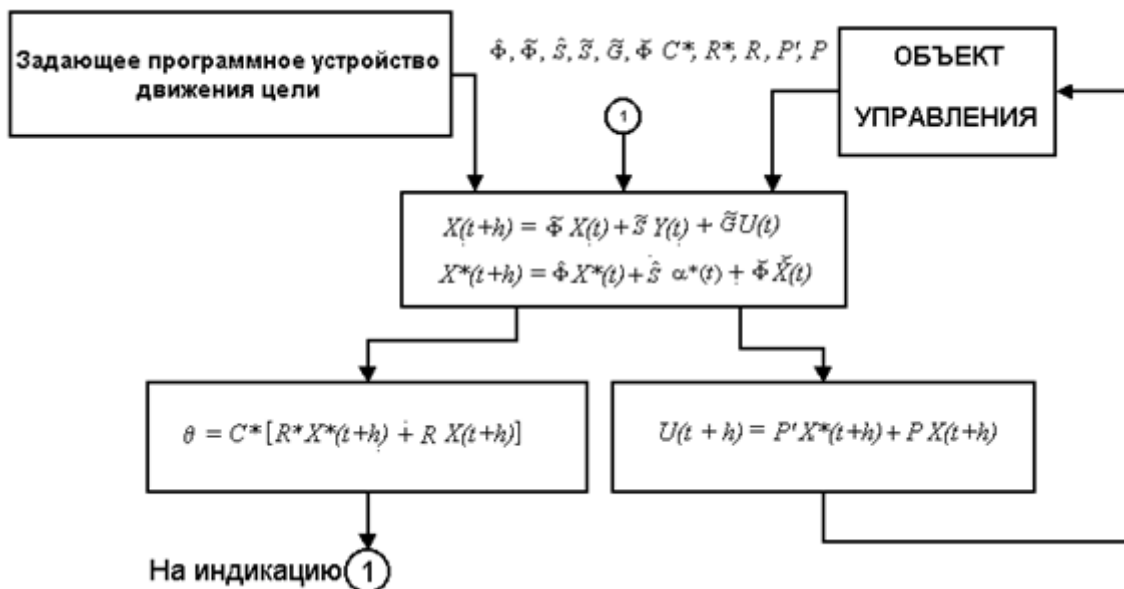 Задающее программное устройство
движения цели
Φ̂, Φ̃, Ŝ, S̃, G̃, Φ̆ C*, R*, R, P', P
ОБЪЕКТ
УПРАВЛЕНИЯ
1
X(t+h) = Φ̃ X(t) + S̃ Y(t) + G̃ U(t)
X*(t+h) = Φ̂ X*(t) + Ŝ α*(t) + Φ̆ X̆(t)
θ = C* [R* X*(t+h) + R X(t+h)]
U(t + h) = P' X*(t+h) + P X(t+h)
На индикацию 1